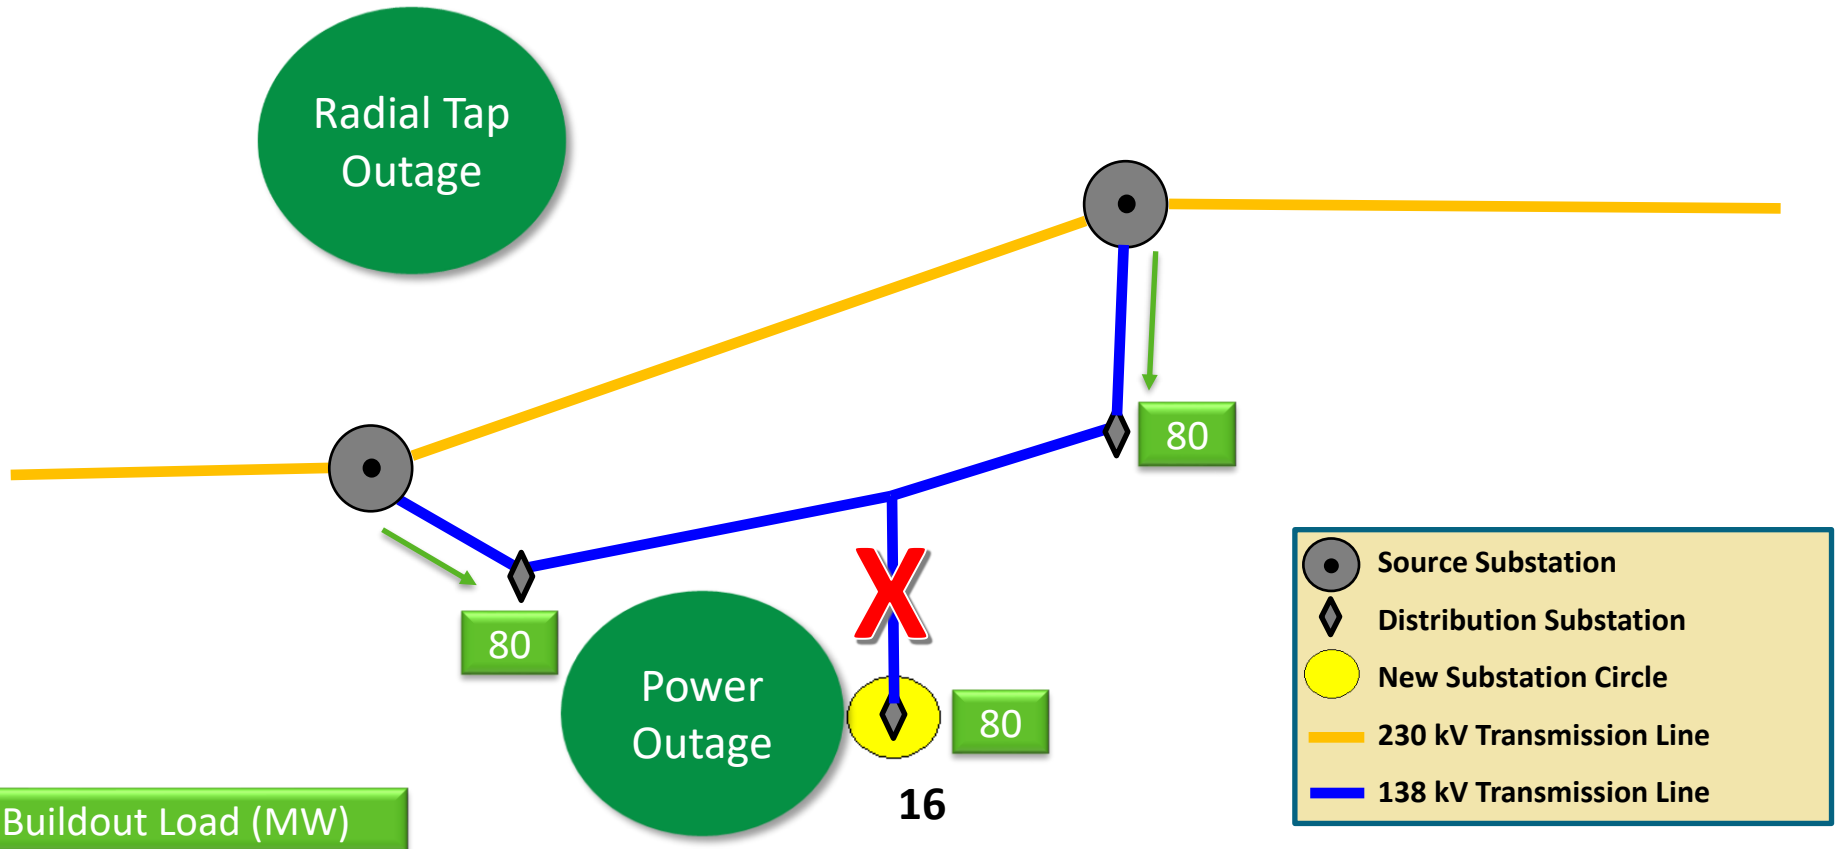 Radial Tap
Outage
80
80
Power
Outage
X
80
16
Buildout Load (MW)
Source Substation
Distribution Substation
New Substation Circle
230 kV Transmission Line
138 kV Transmission Line